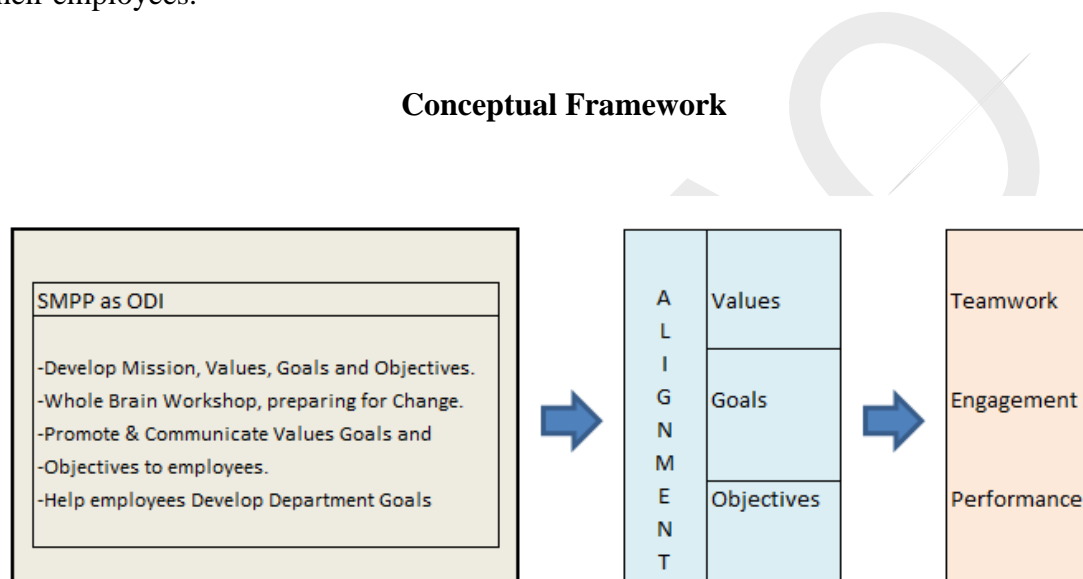 their employees.
Conceptual Framework
SMPP as ODI
-Develop Mission, Values, Goals and Objectives.
-Whole Brain Workshop, preparing for Change.
-Promote & Communicate Values Goals and
-Objectives to employees.
-Help employees Develop Department Goals
A
L
I
G
N
M
E
N
T
Values
Goals
Objectives
Teamwork
Engagement
Performance